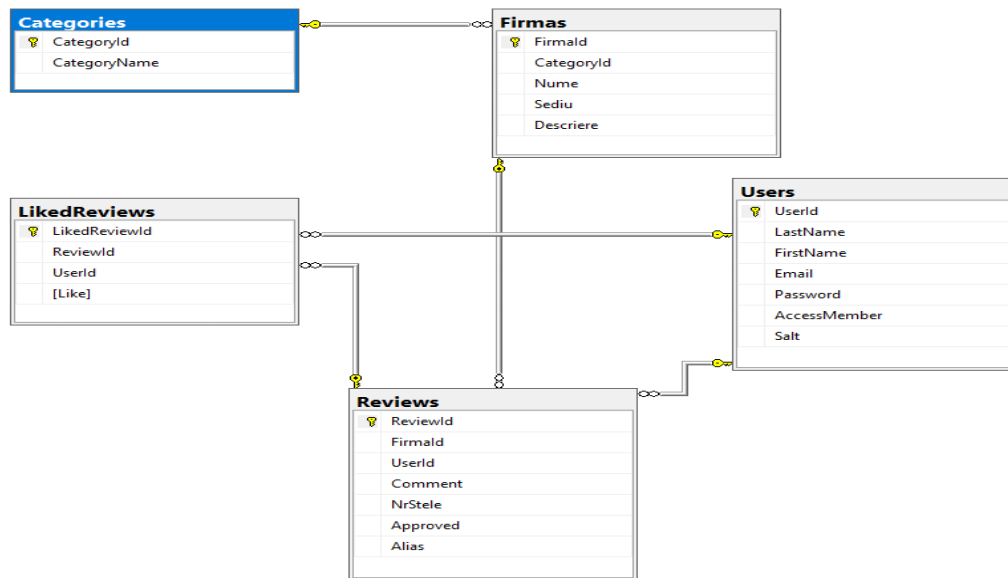 Categories
CategoryId
CategoryName
Firmas
FirmaId
CategoryId
Nume
Sediu
Descriere
LikedReviews
LikedReviewId
ReviewId
UserId
[Like]
Users
UserId
LastName
FirstName
Email
Password
AccessMember
Salt
Reviews
ReviewId
FirmaId
UserId
Comment
NrStele
Approved
Alias